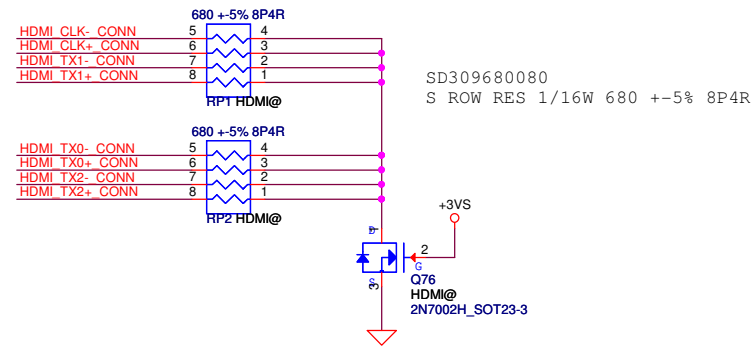 680 +-5% 8P4R
HDMI_CLK-_CONN 5 4
HDMI_CLK+_CONN 6 3
HDMI_TX1-_CONN 7 2
HDMI_TX1+_CONN 8 1
RP1 HDMI@
SD309680080
S ROW RES 1/16W 680 +-5% 8P4R
680 +-5% 8P4R
HDMI_TX0-_CONN 5 4
HDMI_TX0+_CONN 6 3
HDMI_TX2-_CONN 7 2
HDMI_TX2+_CONN 8 1
RP2 HDMI@
+3VS
D 1
2
G
S 3
Q76
HDMI@
2N7002H_SOT23-3